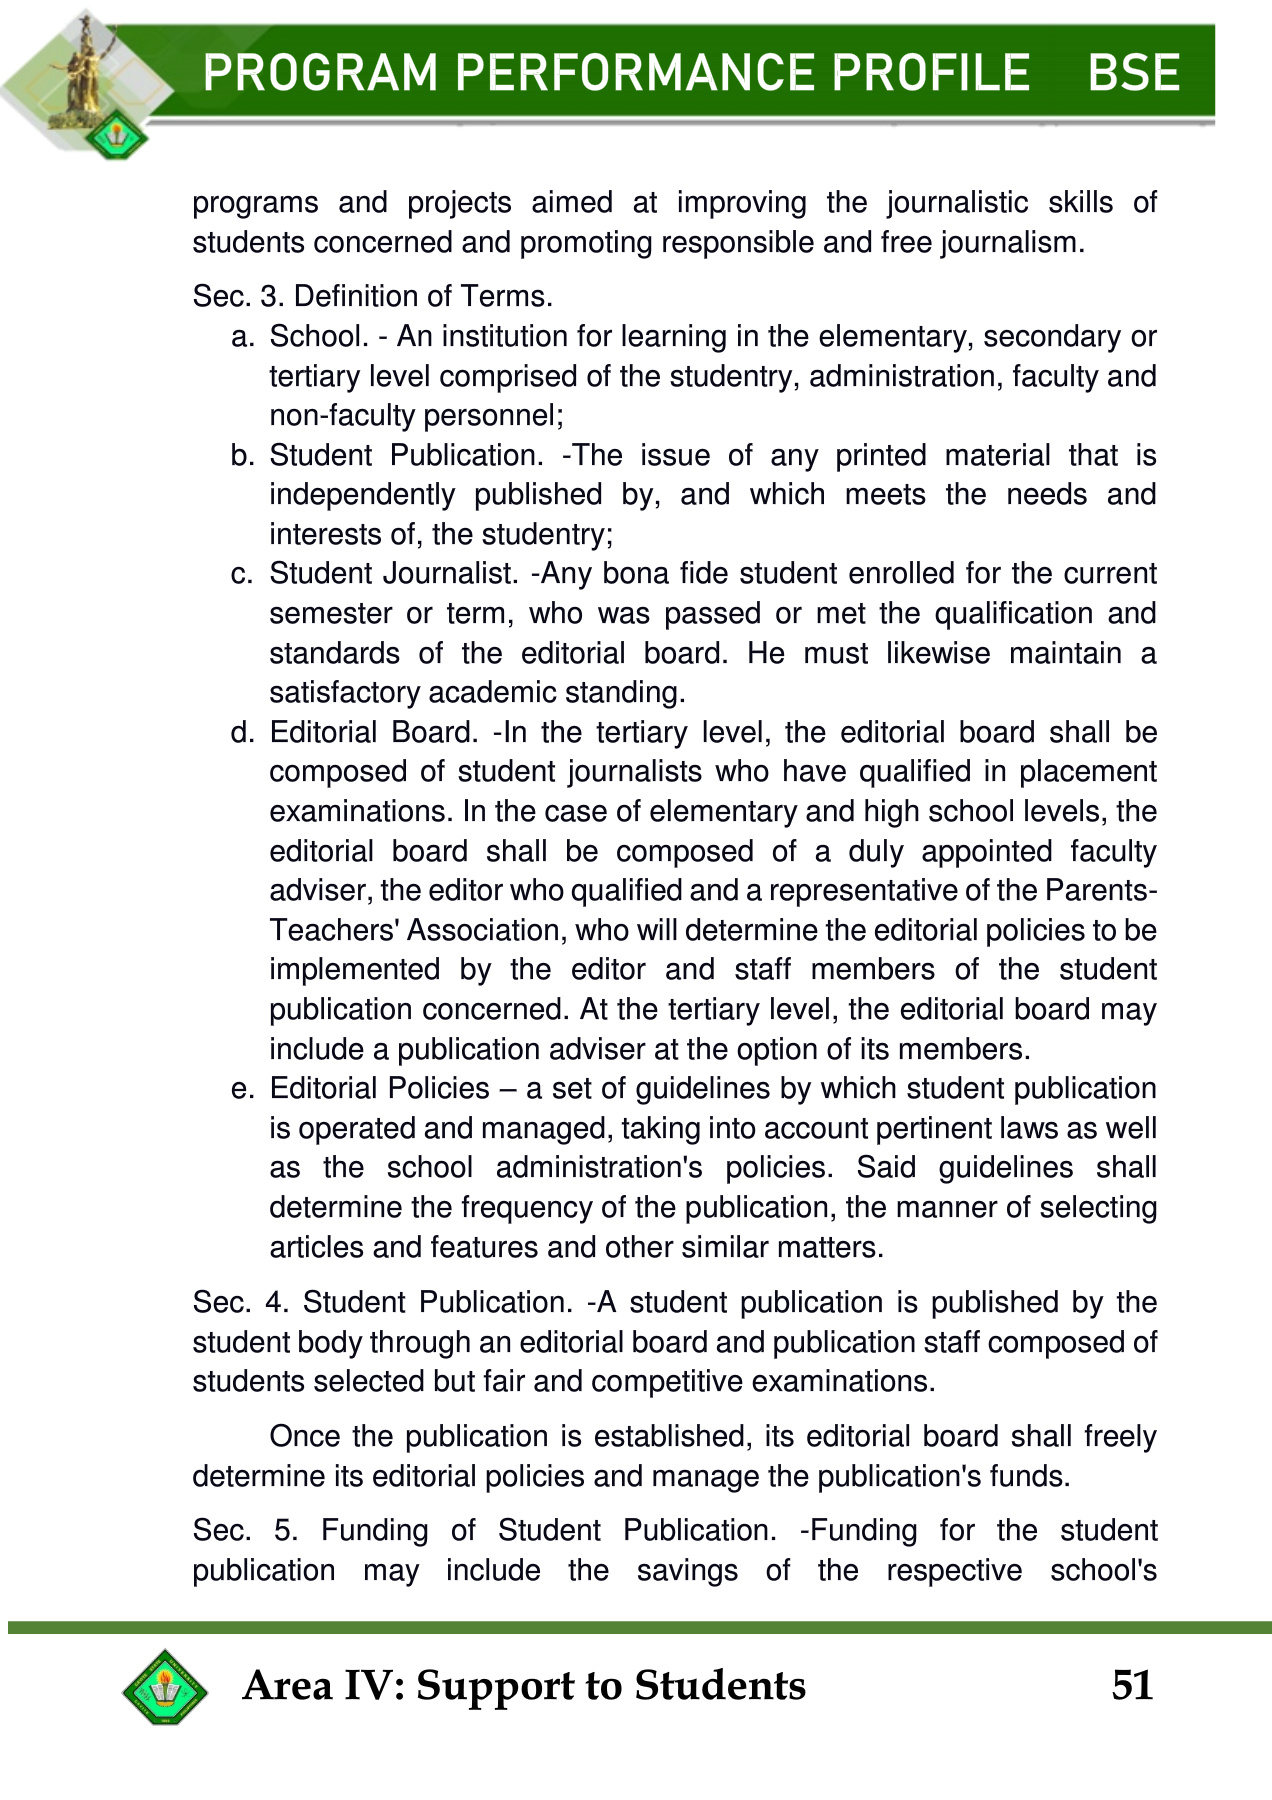 PROGRAM PERFORMANCE PROFILE BSE
programs and projects aimed at improving the journalistic skills of
students concerned and promoting responsible and free journalism.
Sec. 3. Definition of Terms.
a. School. - An institution for learning in the elementary, secondary or
tertiary level comprised of the studentry, administration, faculty and
non-faculty personnel;
b. Student Publication. -The issue of any printed material that is
independently published by, and which meets the needs and
interests of, the studentry;
c. Student Journalist. -Any bona fide student enrolled for the current
semester or term, who was passed or met the qualification and
standards of the editorial board. He must likewise maintain a
satisfactory academic standing.
d. Editorial Board. -In the tertiary level, the editorial board shall be
composed of student journalists who have qualified in placement
examinations. In the case of elementary and high school levels, the
editorial board shall be composed of a duly appointed faculty
adviser, the editor who qualified and a representative of the Parents-
Teachers' Association, who will determine the editorial policies to be
implemented by the editor and staff members of the student
publication concerned. At the tertiary level, the editorial board may
include a publication adviser at the option of its members.
e. Editorial Policies – a set of guidelines by which student publication
is operated and managed, taking into account pertinent laws as well
as the school administration's policies. Said guidelines shall
determine the frequency of the publication, the manner of selecting
articles and features and other similar matters.
Sec. 4. Student Publication. -A student publication is published by the
student body through an editorial board and publication staff composed of
students selected but fair and competitive examinations.
Once the publication is established, its editorial board shall freely
determine its editorial policies and manage the publication's funds.
Sec. 5. Funding of Student Publication. -Funding for the student
publication may include the savings of the respective school's
Area IV: Support to Students 51